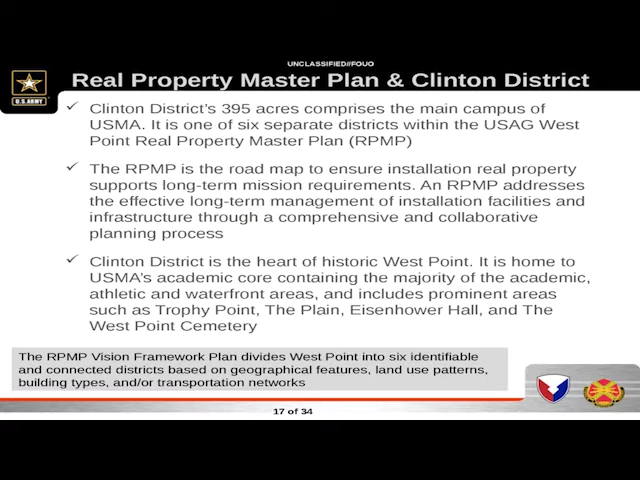 UNCLASSIFIED//FOUO
Real Property Master Plan & Clinton District
U.S.ARMY
Clinton District's 395 acres comprises the main campus of
USMA. It is one of six separate districts within the USAG West
Point Real Property Master Plan (RPMP)
The RPMP is the road map to ensure installation real property
supports long-term mission requirements. An RPMP addresses
the effective long-term management of installation facilities and
infrastructure through a comprehensive and collaborative
planning process
Clinton District is the heart of historic West Point. It is home to
USMA's academic core containing the majority of the academic,
athletic and waterfront areas, and includes prominent areas
such as Trophy Point, The Plain, Eisenhower Hall, and The
West Point Cemetery
The RPMP Vision Framework Plan divides West Point into six identifiable
and connected districts based on geographical features, land use patterns,
building types, and/or transportation networks
17 of 34